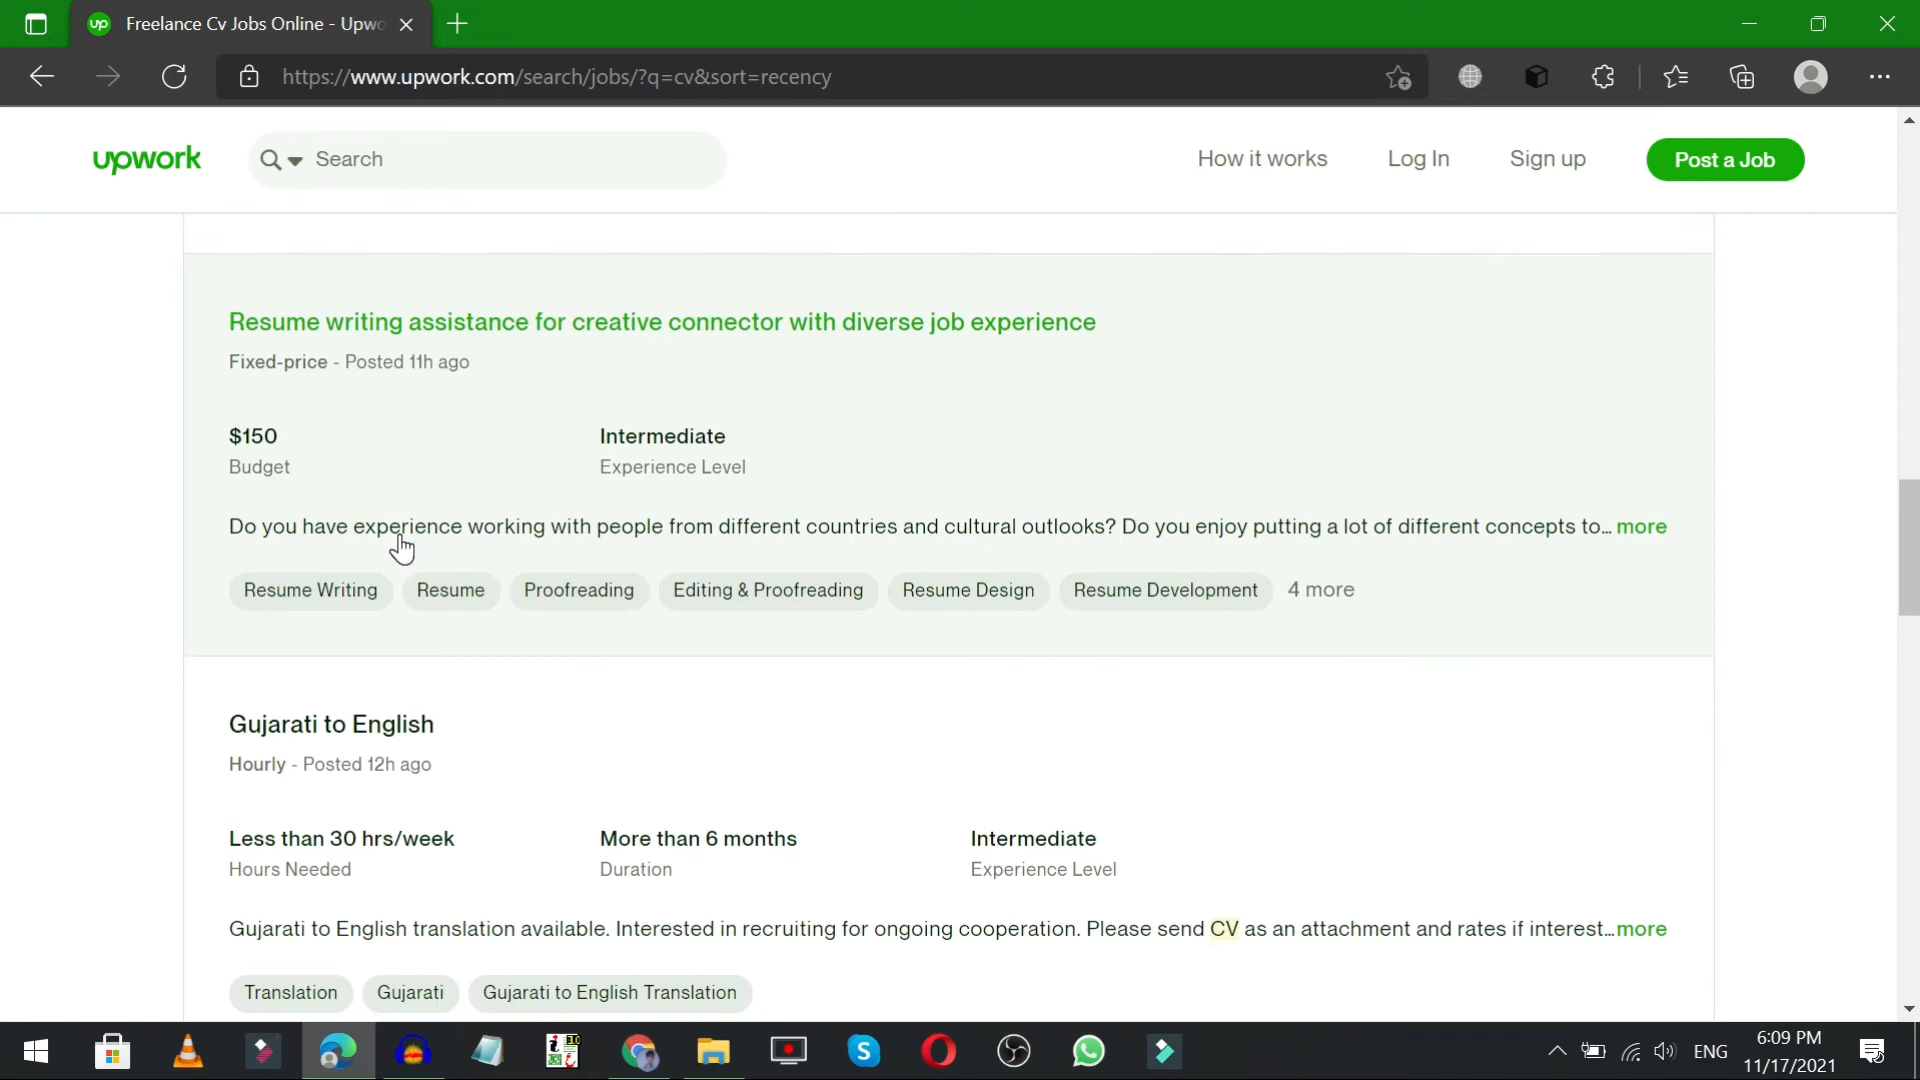 Freelance Cv Jobs Online - Upwo
https://www.upwork.com/search/jobs/?q=cv&sort=recency
upwork
Search
How it works
Log In
Sign up
Post a Job
Resume writing assistance for creative connector with diverse job experience
Fixed-price - Posted 11h ago
$150
Intermediate
Budget
Experience Level
Do you have experience working with people from different countries and cultural outlooks? Do you enjoy putting a lot of different concepts to... more
Resume Writing
Resume
Proofreading
Editing & Proofreading
Resume Design
Resume Development
4 more
Gujarati to English
Hourly - Posted 12h ago
Less than 30 hrs/week
More than 6 months
Intermediate
Hours Needed
Duration
Experience Level
Gujarati to English translation available. Interested in recruiting for ongoing cooperation. Please send CV as an attachment and rates if interest...more
Translation
Gujarati
Gujarati to English Translation
ENG
6:09 PM
11/17/2021